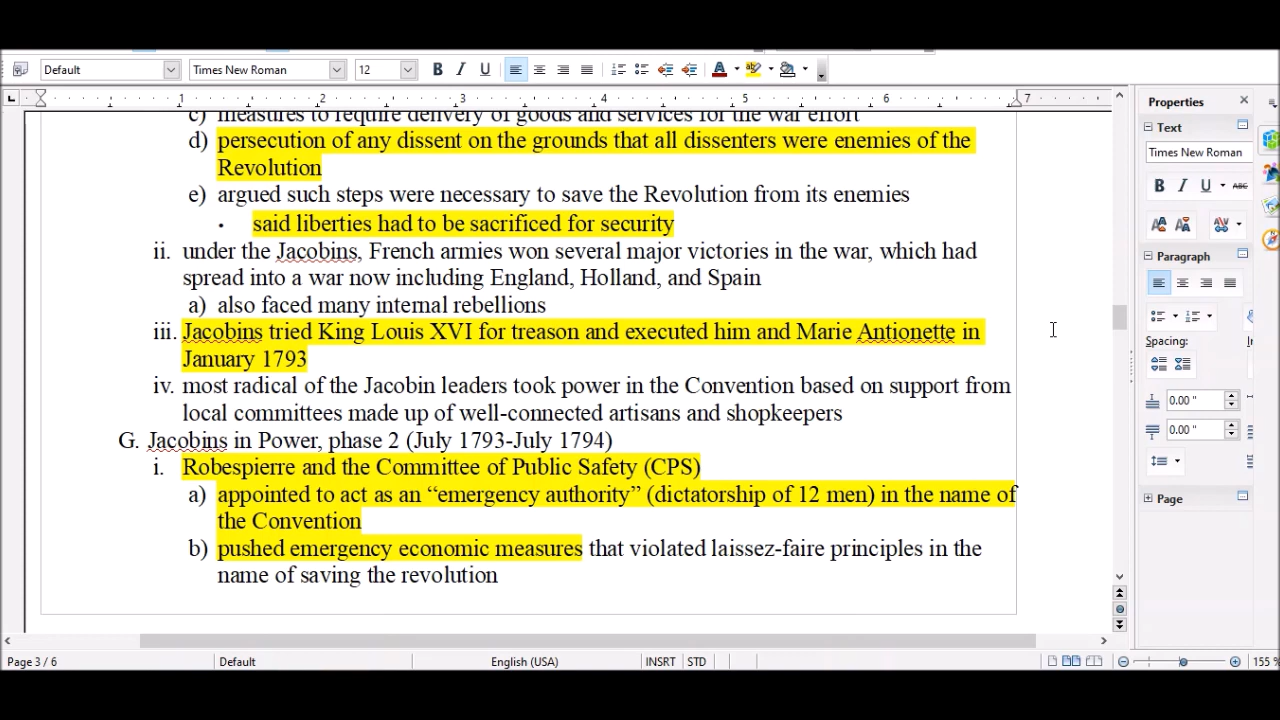 Default
Times New Roman
12
B I U
1 2 3 4 5 6 7
c) measures to require delivery of goods and services for the war effort
d) persecution of any dissent on the grounds that all dissenters were enemies of the
Revolution
e) argued such steps were necessary to save the Revolution from its enemies
• said liberties had to be sacrificed for security
ii. under the Jacobins, French armies won several major victories in the war, which had
spread into a war now including England, Holland, and Spain
a) also faced many internal rebellions
iii. Jacobins tried King Louis XVI for treason and executed him and Marie Antionette in
January 1793
iv. most radical of the Jacobin leaders took power in the Convention based on support from
local committees made up of well-connected artisans and shopkeepers
G. Jacobins in Power, phase 2 (July 1793-July 1794)
i. Robespierre and the Committee of Public Safety (CPS)
a) appointed to act as an “emergency authority” (dictatorship of 12 men) in the name of
the Convention
b) pushed emergency economic measures that violated laissez-faire principles in the
name of saving the revolution
Properties
Text
Times New Roman
B I U ABC
Paragraph
Spacing:
0.00 "
0.00 "
Page
Page 3 / 6
Default
English (USA)
INSRT
STD
155 %